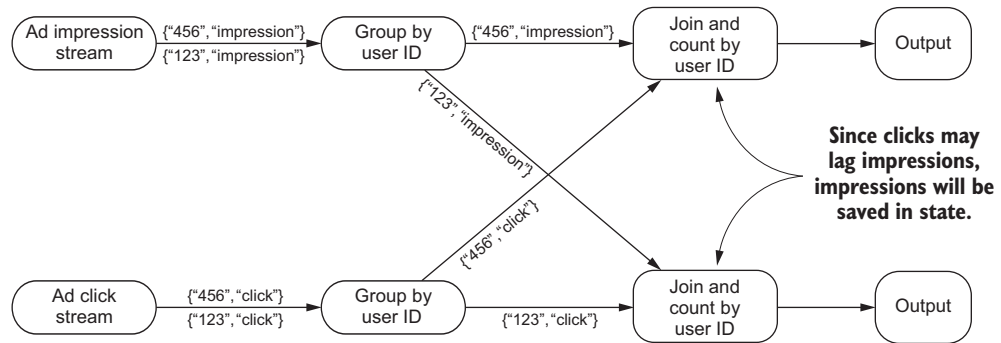 Ad impression
stream
{“456”,“impression”}
{“123”,“impression”}
Group by
user ID
{“456”,“impression”}
Join and
count by
user ID
Output
{“123”,“impression”}
{“456”,“click”}
Since clicks may
lag impressions,
impressions will be
saved in state.
Ad click
stream
{“456”,“click”}
{“123”,“click”}
Group by
user ID
{“123”,“click”}
Join and
count by
user ID
Output